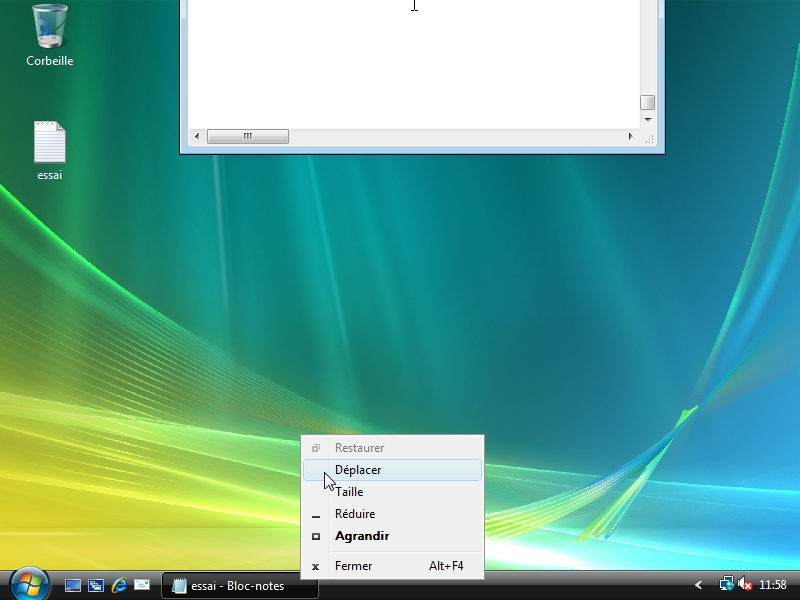 Corbeille
essai
Restaurer
Déplacer
Taille
Réduire
Agrandir
Fermer Alt+F4
essai - Bloc-notes
11:58